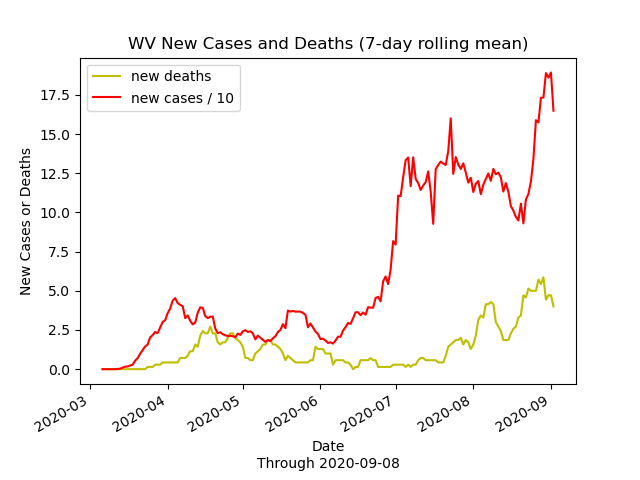 WV New Cases and Deaths (7-day rolling mean)
new deaths
new cases / 10
17.5
15.0
12.5
10.0
7.5
5.0
2.5
0.0
New Cases or Deaths
2020-03
2020-04
2020-05
2020-06
2020-07
2020-08
2020-09
Date
Through 2020-09-08